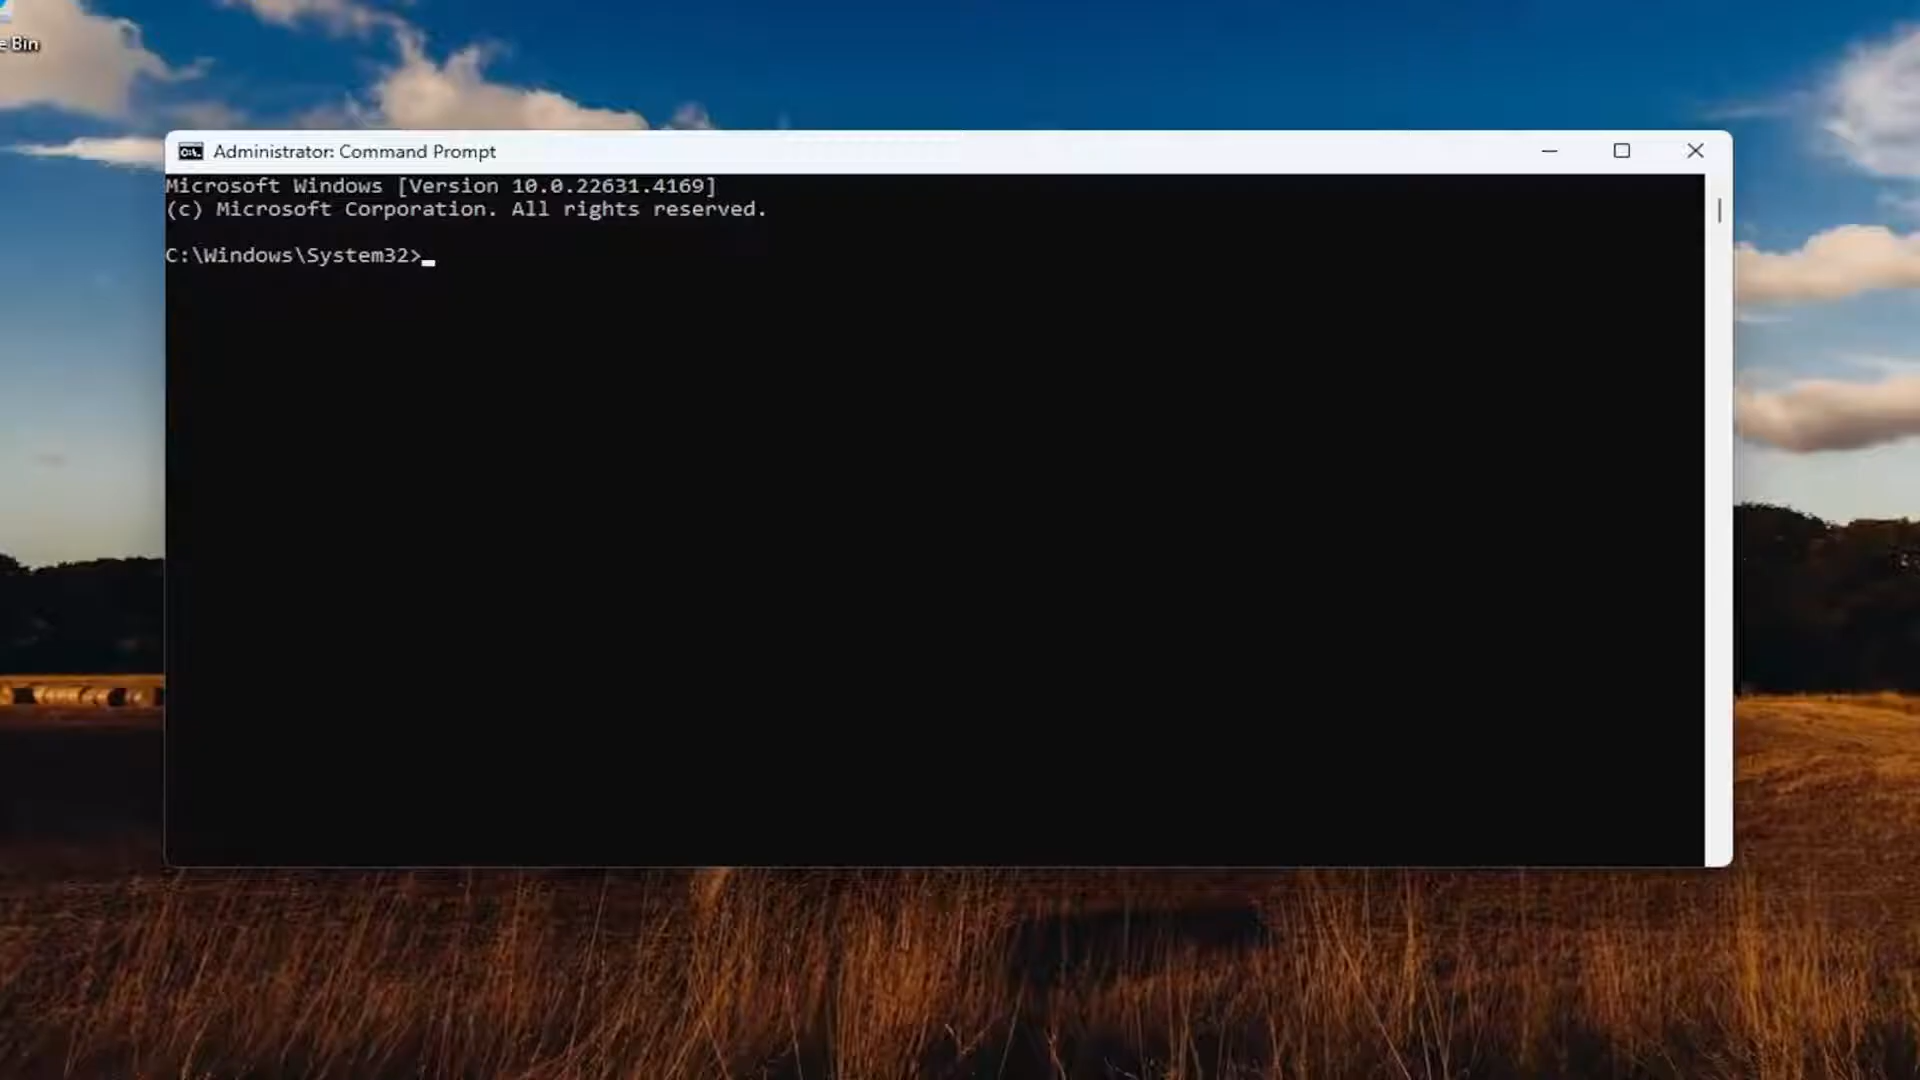 Bin
Administrator: Command Prompt
Microsoft Windows [Version 10.0.22631.4169]
(c) Microsoft Corporation. All rights reserved.
C:\Windows\System32>